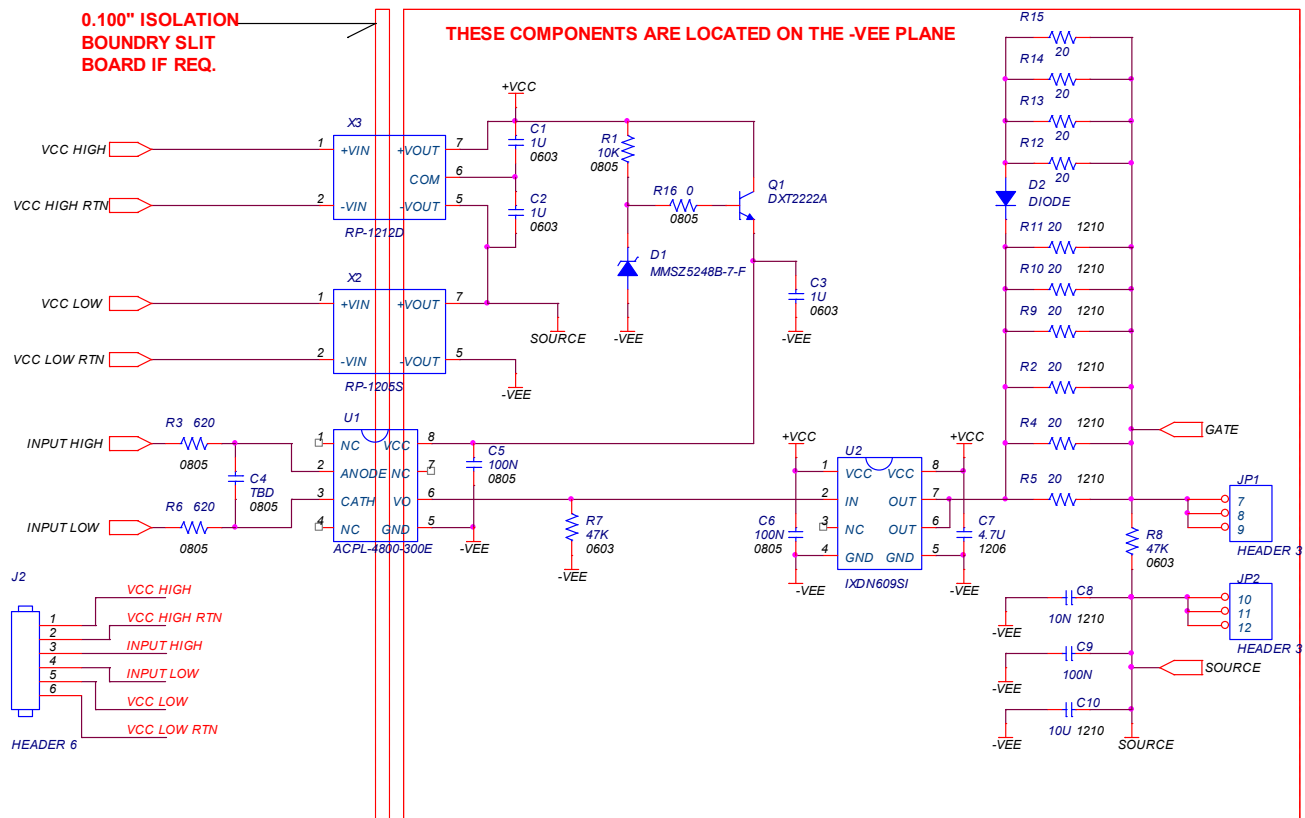 0.100" ISOLATION
BOUNDRY SLIT
BOARD IF REQ.
THESE COMPONENTS ARE LOCATED ON THE -VEE PLANE
R15
20
R14
20
R13
20
R12
20
D2
DIODE
R11 20 1210
R10 20 1210
R9 20 1210
R2 20 1210
R4 20 1210
R5 20 1210
GATE
+VCC
X3
VCC HIGH
1 +VIN +VOUT 7
COM 6
VCC HIGH RTN
2 -VIN -VOUT 5
RP-1212D
C1
1U
0603
C2
1U
0603
R1
10K
0805
R16 0
0805
Q1
DXT2222A
D1
MMSZ5248B-7-F
-VEE
C3
1U
0603
-VEE
X2
VCC LOW
1 +VIN +VOUT 7
SOURCE
VCC LOW RTN
2 -VIN -VOUT 5
RP-1205S
-VEE
INPUT HIGH
R3 620
0805
C4
TBD
0805
INPUT LOW
R6 620
0805
U1
1 NC VCC 8
2 ANODE NC 7
3 CATH VO 6
4 NC GND 5
ACPL-4800-300E
C5
100N
0805
-VEE
R7
47K
0603
-VEE
+VCC
+VCC
U2
1 VCC VCC 8
2 IN OUT 7
3 NC OUT 6
4 GND GND 5
IXDN609SI
C6
100N
0805
-VEE
C7
4.7U
1206
-VEE
JP1
7
8
9
HEADER 3
R8
47K
0603
JP2
10
11
12
HEADER 3
C8
10N 1210
-VEE
C9
100N
-VEE
SOURCE
C10
10U 1210
-VEE
SOURCE
J2
1 VCC HIGH
2 VCC HIGH RTN
3 INPUT HIGH
4 INPUT LOW
5 VCC LOW
6 VCC LOW RTN
HEADER 6